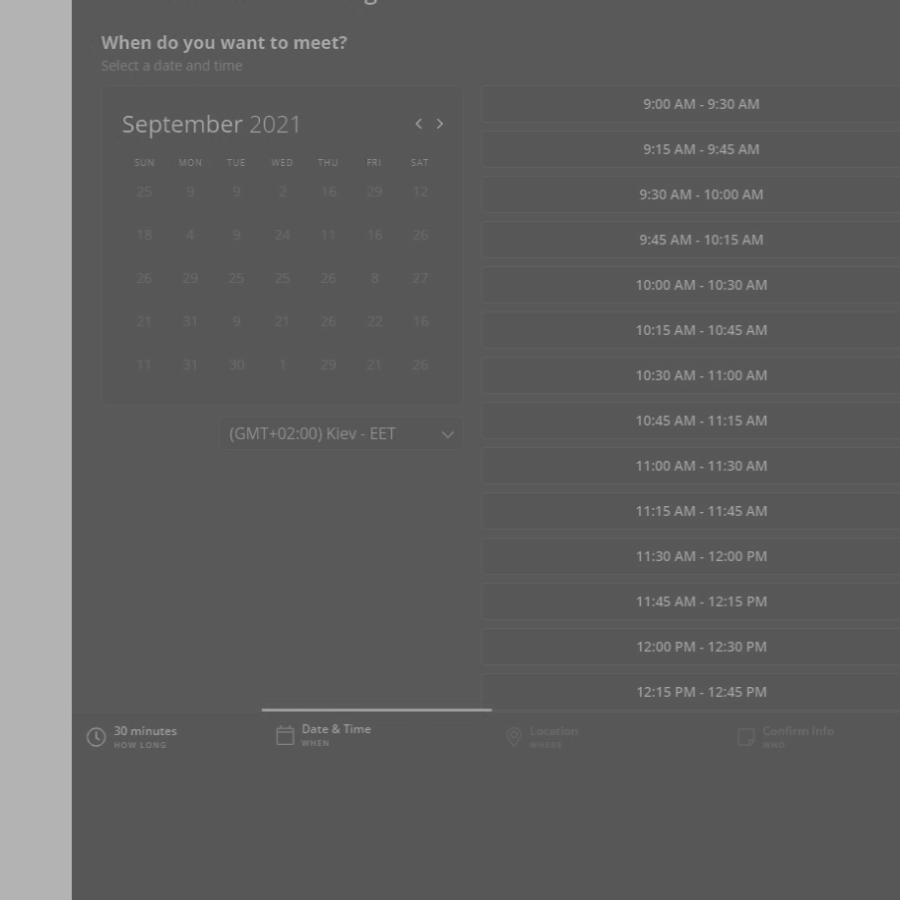 When do you want to meet?
Select a date and time
September 2021
SUN MON TUE WED THU FRI SAT
25 9 9 2 16 29 12
18 4 9 24 11 16 26
26 29 25 25 26 8 27
21 31 9 21 26 22 16
11 31 30 1 29 21 26
(GMT+02:00) Kiev - EET
9:00 AM - 9:30 AM
9:15 AM - 9:45 AM
9:30 AM - 10:00 AM
9:45 AM - 10:15 AM
10:00 AM - 10:30 AM
10:15 AM - 10:45 AM
10:30 AM - 11:00 AM
10:45 AM - 11:15 AM
11:00 AM - 11:30 AM
11:15 AM - 11:45 AM
11:30 AM - 12:00 PM
11:45 AM - 12:15 PM
12:00 PM - 12:30 PM
12:15 PM - 12:45 PM
30 minutes
HOW LONG
Date & Time
WHEN
Location
WHERE
Confirm Info
WHO